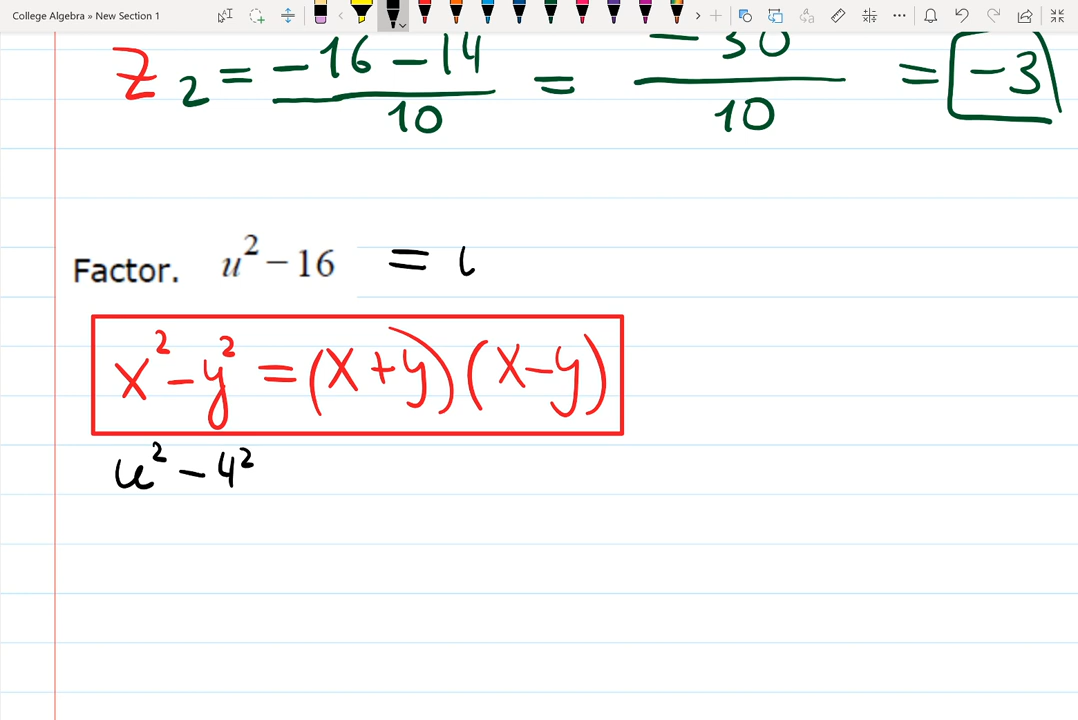 College Algebra » New Section 1
z₂ = (-16 - 14)/10 = -30/10 = -3
Factor. u² - 16 =
x² - y² = (x + y)(x - y)
u² - 4²